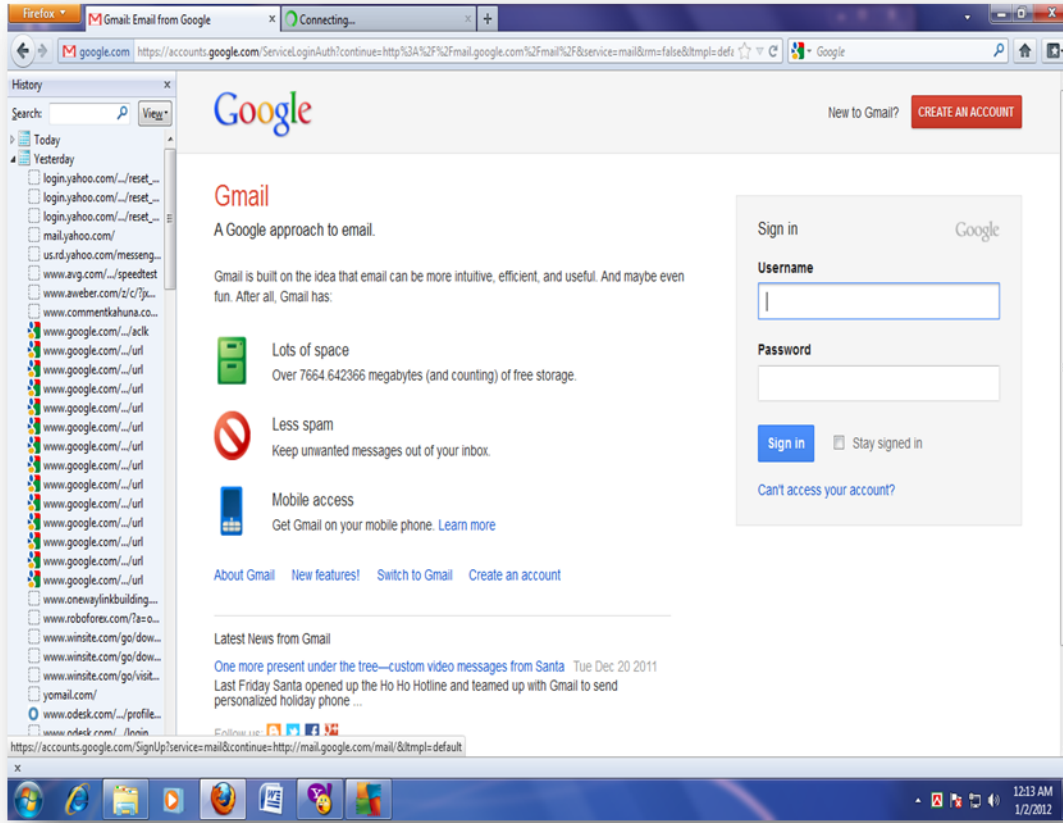 Firefox
Gmail: Email from Google
Connecting...
google.com
https://accounts.google.com/ServiceLoginAuth?continue=http%3A%2F%2Fmail.google.com%2Fmail%2F&service=mail&rm=false&ltmpl=defa
Google
History
Search:
View
Today
Yesterday
login.yahoo.com/.../reset_...
login.yahoo.com/.../reset_...
login.yahoo.com/.../reset_...
mail.yahoo.com/
us.rd.yahoo.com/messeng...
www.avg.com/.../speedtest
www.aweber.com/z/c/?jx...
www.commentkahuna.co...
www.google.com/.../aclk
www.google.com/.../url
www.google.com/.../url
www.google.com/.../url
www.google.com/.../url
www.google.com/.../url
www.google.com/.../url
www.google.com/.../url
www.google.com/.../url
www.google.com/.../url
www.google.com/.../url
www.google.com/.../url
www.google.com/.../url
www.google.com/.../url
www.onewaylinkbuilding....
www.roboforex.com/?a=o...
www.winsite.com/go/dow...
www.winsite.com/go/dow...
www.winsite.com/go/visit...
yomail.com/
www.odesk.com/.../profile...
www.odesk.com/.../login
Google
New to Gmail?
CREATE AN ACCOUNT
Gmail
A Google approach to email.
Gmail is built on the idea that email can be more intuitive, efficient, and useful. And maybe even
fun. After all, Gmail has:
Lots of space
Over 7664.642366 megabytes (and counting) of free storage.
Less spam
Keep unwanted messages out of your inbox.
Mobile access
Get Gmail on your mobile phone. Learn more
About Gmail New features! Switch to Gmail Create an account
Latest News from Gmail
One more present under the tree—custom video messages from Santa Tue Dec 20 2011
Last Friday Santa opened up the Ho Ho Hotline and teamed up with Gmail to send
personalized holiday phone ...
Follow us:
Sign in
Google
Username
Password
Sign in
Stay signed in
Can't access your account?
https://accounts.google.com/SignUp?service=mail&continue=http://mail.google.com/mail/&ltmpl=default
12:13 AM
1/2/2012